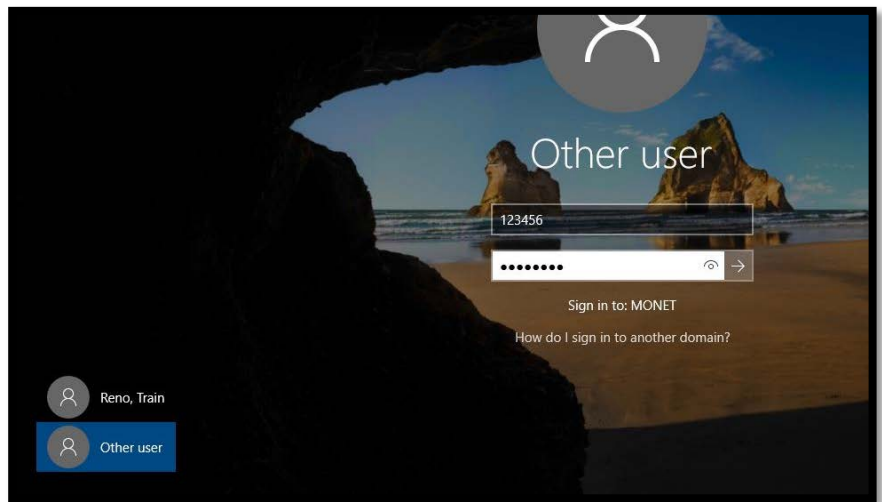 Other user
123456
••••••••
Sign in to: MONET
How do I sign in to another domain?
Reno, Train
Other user